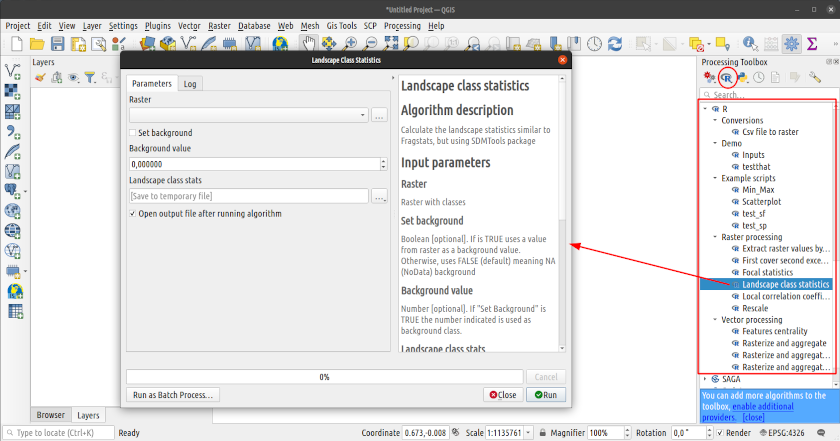 *Untitled Project — QGIS
Project Edit View Layer Settings Plugins Vector Raster Database Web Mesh Gis Tools SCP Processing Help
Layers
Landscape Class Statistics
Parameters Log
Raster
...
Set background
Background value
0,000000
Landscape class stats
[Save to temporary file]
...
Open output file after running algorithm
Landscape class statistics
Algorithm description
Calculate the landscape statistics similar to
Fragstats, but using SDMTools package
Input parameters
Raster
Raster with classes
Set background
Boolean [optional]. If is TRUE uses a value
from raster as a background value.
Otherwise, uses FALSE (default) meaning NA
(NoData) background
Background value
Number [optional]. If "Set Background" is
TRUE the number indicated is used as
background class.
Landscape class stats
0%
Cancel
Run as Batch Process…
Close
Run
Processing Toolbox
Search…
R
Conversions
Csv file to raster
Demo
Inputs
testthat
Example scripts
Min_Max
Scatterplot
test_sf
test_sp
Raster processing
Extract raster values by…
First cover second exce…
Focal statistics
Landscape class statistics
Local correlation coeffi…
Rescale
Vector processing
Features centrality
Rasterize and aggregate
Rasterize and aggregat…
Rasterize and aggregat…
SAGA
You can add more algorithms to the
toolbox, enable additional
providers. [close]
Browser Layers
Type to locate (Ctrl+K) Ready Coordinate 0.673,-0.008 Scale 1:1135761 Magnifier 100% Rotation 0,0 ° Render EPSG:4326